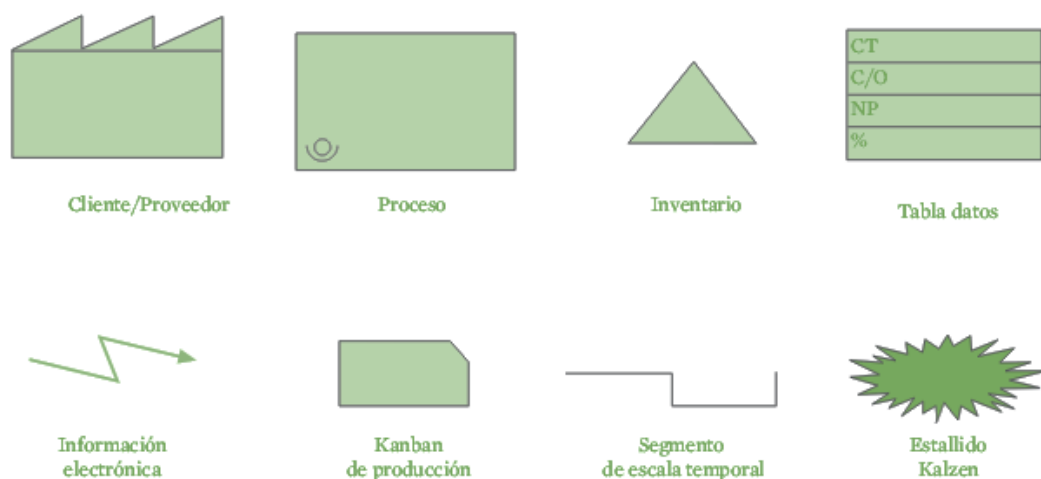 CT
C/O
NP
%
Cliente/Proveedor
Proceso
Inventario
Tabla datos
Información
electrónica
Kanban
de producción
Segmento
de escala temporal
Estallido
Kalzen